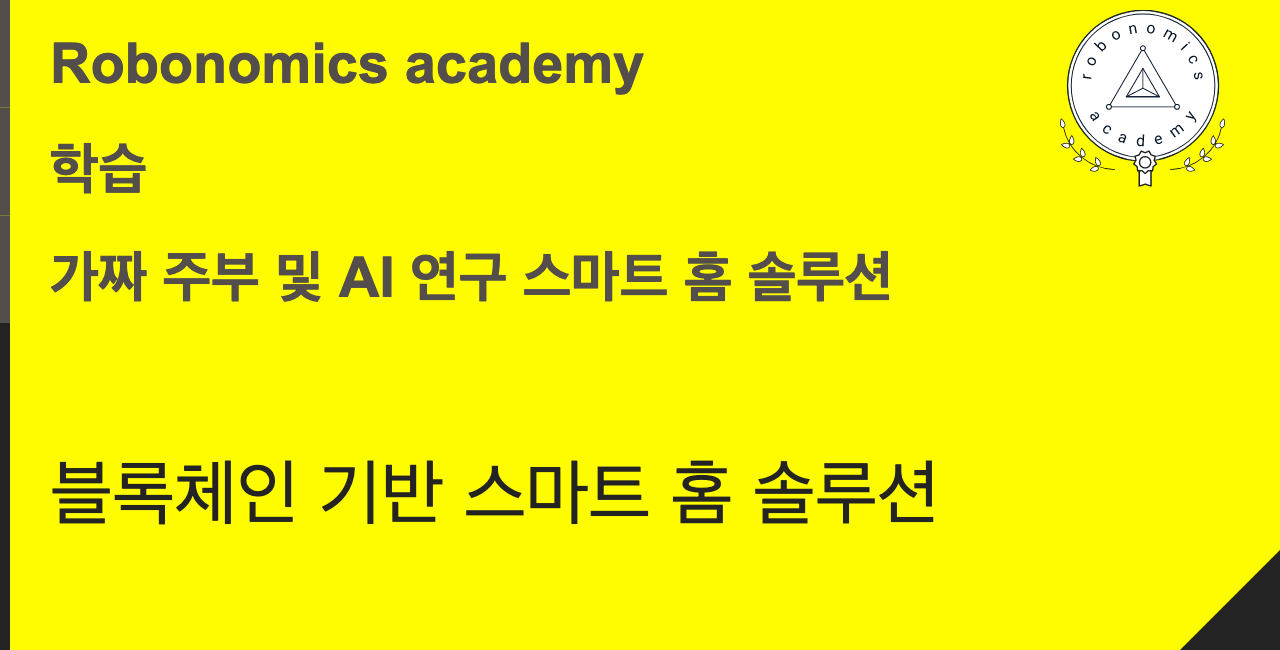 Robonomics academy
robonomics
academy
학습
가짜 주부 및 AI 연구 스마트 홈 솔루션
블록체인 기반 스마트 홈 솔루션